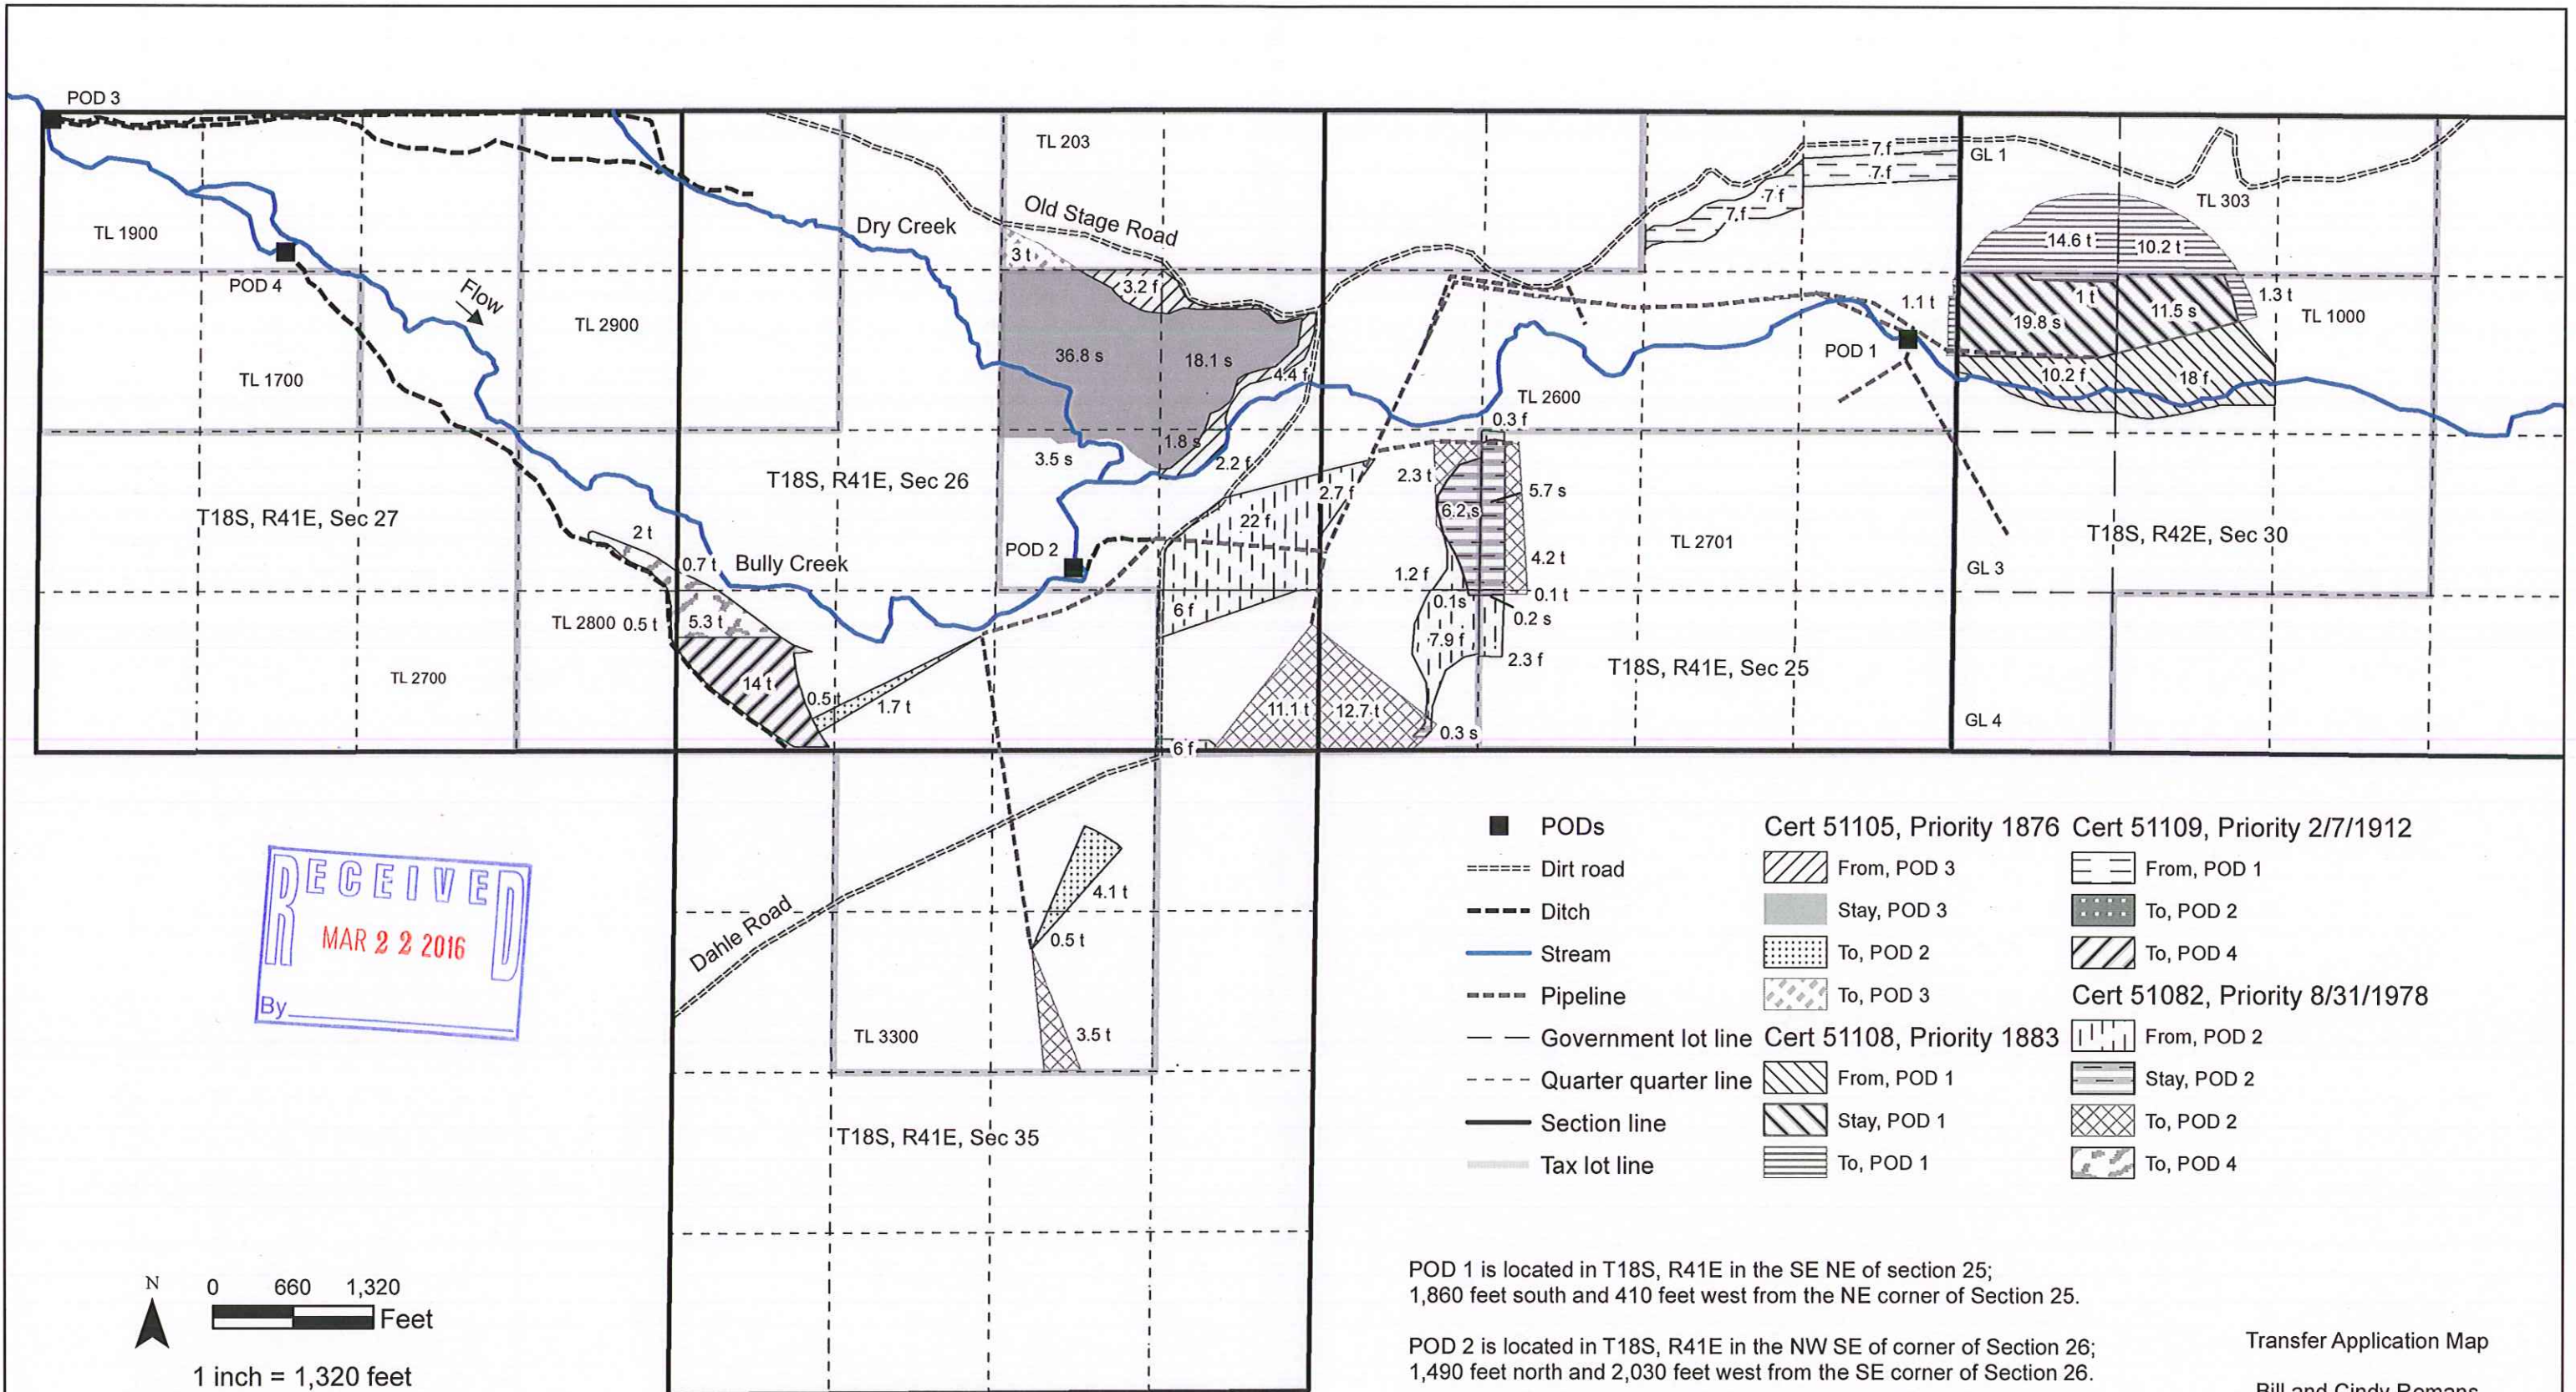 POD 3
TL 203
Old Stage Road
Dry Creek
GL 1
7.f
7.f
7.f
7.f
TL 303
TL 1900
POD 4
Flow
3 t
3.2 f
14.6 t
10.2 t
1.1 t
1 t
1.3 t
19.8 s
11.5 s
TL 1000
TL 2900
36.8 s
18.1 s
4.4 f
POD 1
TL 1700
TL 2600
10.2 f
18 f
0.3 f
1.8 s
3.5 s
2.2 f
T18S, R41E, Sec 26
2.3 t
5.7 s
2.7 f
22 f
6.2 s
T18S, R41E, Sec 27
2 t
0.7 t
Bully Creek
POD 2
TL 2701
T18S, R42E, Sec 30
4.2 t
1.2 f
GL 3
0.1 t
0.1s
0.2 s
TL 2800
0.5 t
5.3 t
6 f
7.9 f
2.3 f
T18S, R41E, Sec 25
TL 2700
14 t
0.5 t
1.7 t
11.1 t
12.7 t
0.3 s
GL 4
6 f
4.1 t
0.5 t
Dahle Road
TL 3300
3.5 t
T18S, R41E, Sec 35
RECEIVED
MAR 22 2016
By
PODs
Dirt road
Ditch
Stream
Pipeline
Government lot line
Quarter quarter line
Section line
Tax lot line
Cert 51105, Priority 1876
From, POD 3
Stay, POD 3
To, POD 2
To, POD 3
Cert 51108, Priority 1883
From, POD 1
Stay, POD 1
To, POD 1
Cert 51109, Priority 2/7/1912
From, POD 1
To, POD 2
To, POD 4
Cert 51082, Priority 8/31/1978
From, POD 2
Stay, POD 2
To, POD 2
To, POD 4
N
0 660 1,320
Feet
1 inch = 1,320 feet
POD 1 is located in T18S, R41E in the SE NE of section 25;
1,860 feet south and 410 feet west from the NE corner of Section 25.
POD 2 is located in T18S, R41E in the NW SE of corner of Section 26;
1,490 feet north and 2,030 feet west from the SE corner of Section 26.
Transfer Application Map
Bill and Cindy Romans